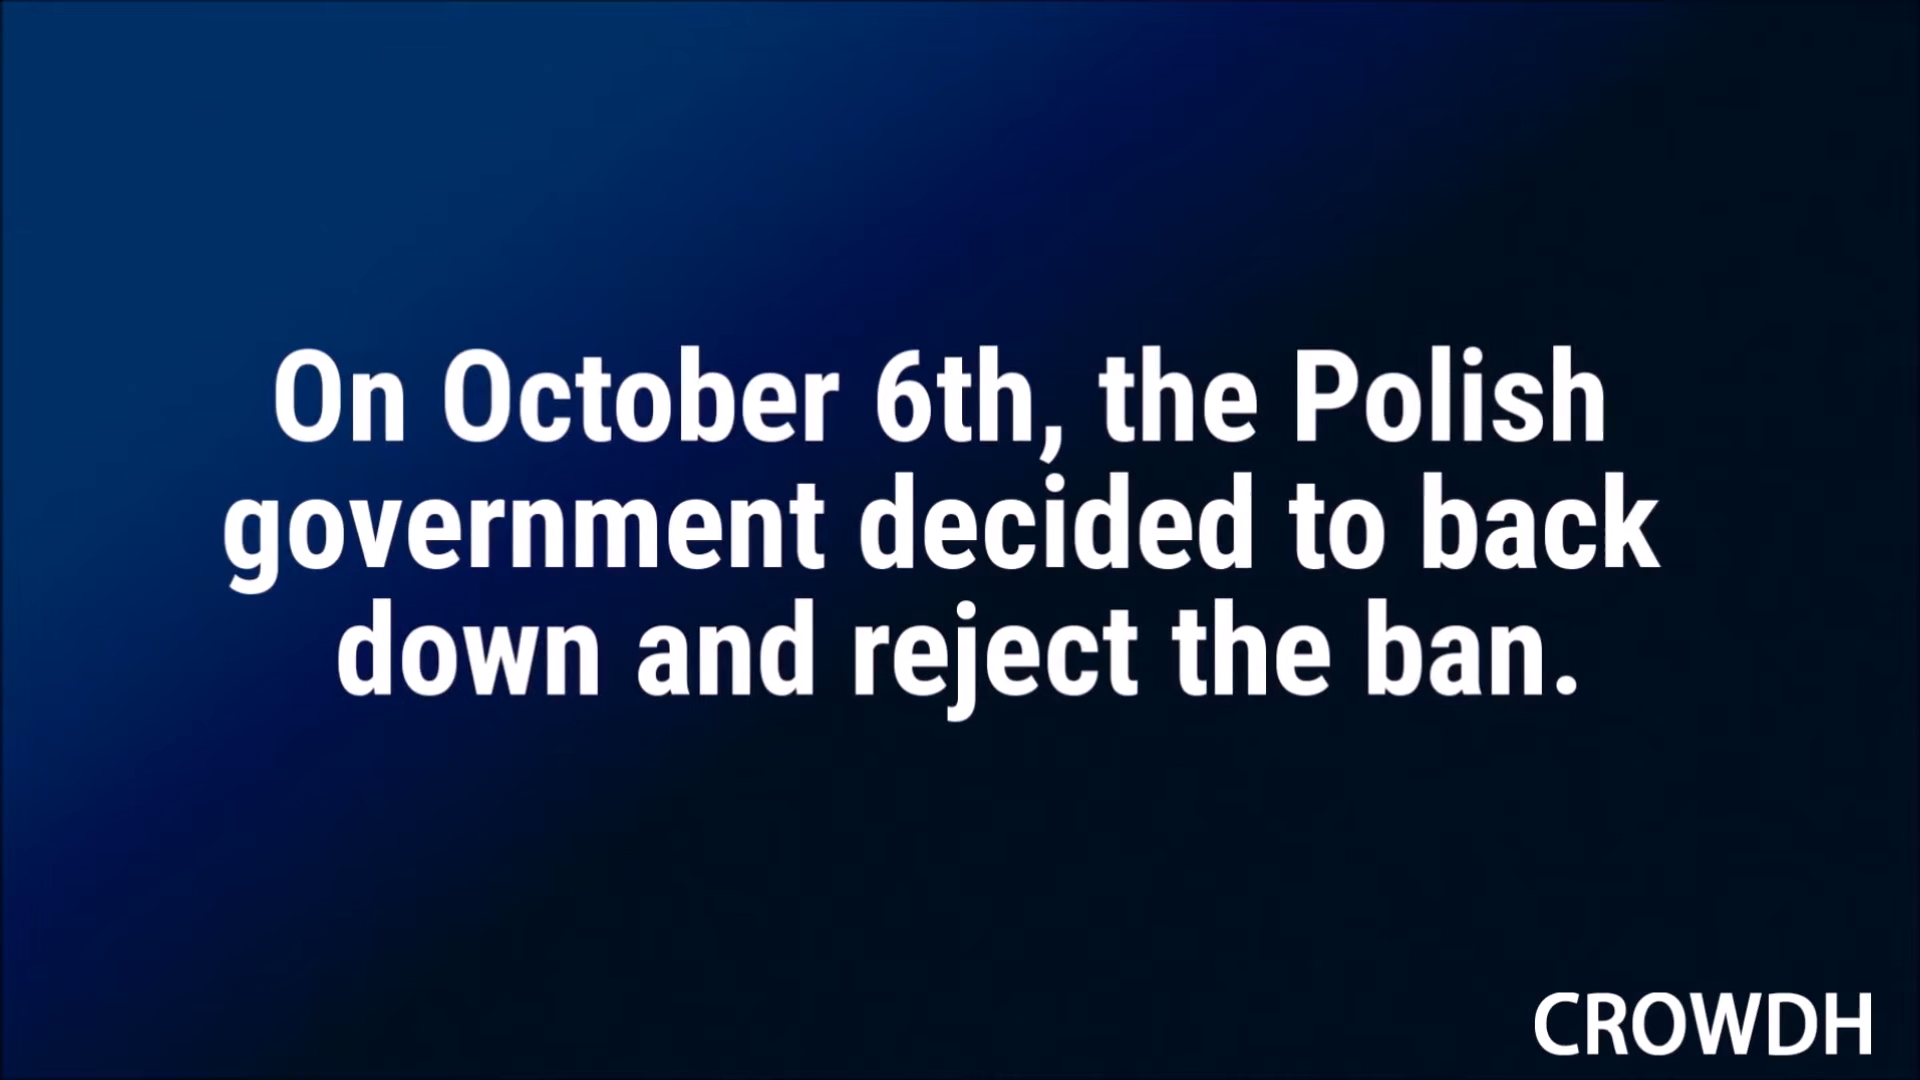 On October 6th, the Polish
government decided to back
down and reject the ban.
CROWDH